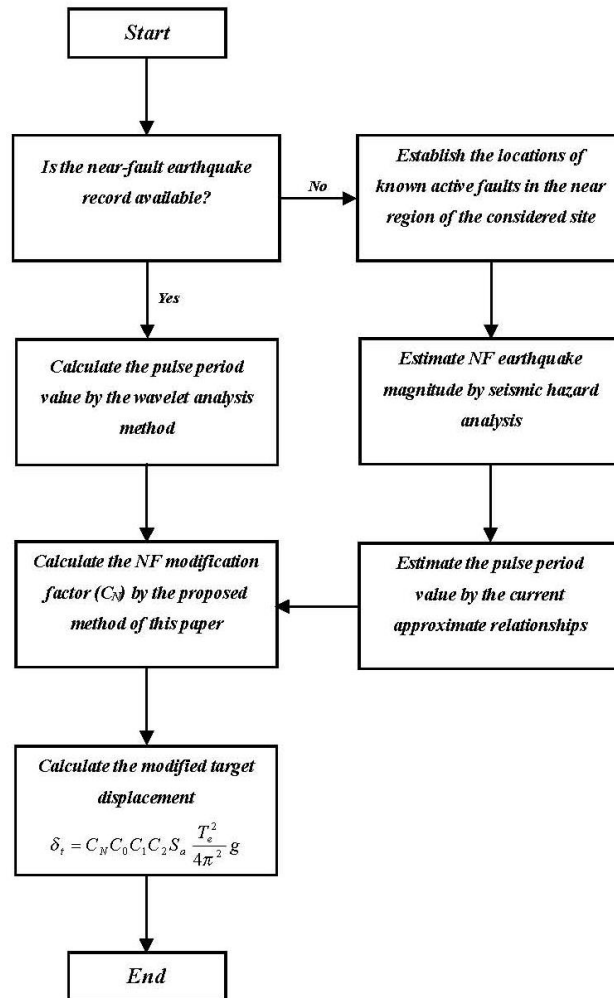 Start
Is the near-fault earthquake
record available?
No
Establish the locations of
known active faults in the near
region of the considered site
Yes
Calculate the pulse period
value by the wavelet analysis
method
Estimate NF earthquake
magnitude by seismic hazard
analysis
Calculate the NF modification
factor (C_N) by the proposed
method of this paper
Estimate the pulse period
value by the current
approximate relationships
Calculate the modified target
displacement
δ_t = C_N C_0 C_1 C_2 S_a T_e^2 / 4π^2 g
End